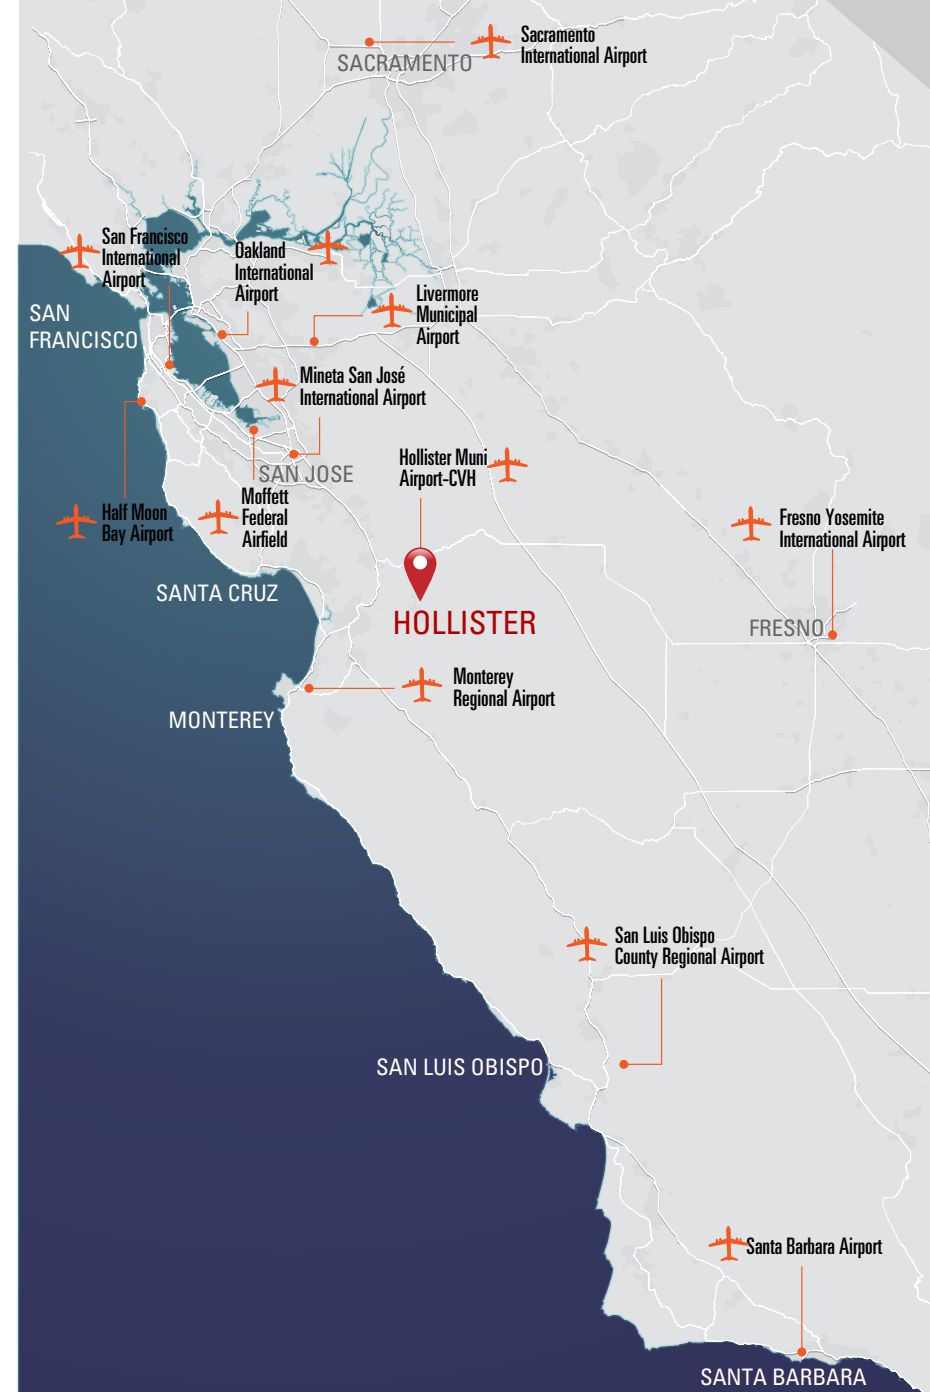 Sacramento
International Airport
SACRAMENTO
San Francisco
International
Airport
Oakland
International
Airport
Livermore
Municipal
Airport
SAN
FRANCISCO
Mineta San José
International Airport
Hollister Muni
Airport-CVH
SAN JOSE
Moffett
Federal
Airfield
Half Moon
Bay Airport
Fresno Yosemite
International Airport
SANTA CRUZ
HOLLISTER
FRESNO
Monterey
Regional Airport
MONTEREY
San Luis Obispo
County Regional Airport
SAN LUIS OBISPO
Santa Barbara Airport
SANTA BARBARA